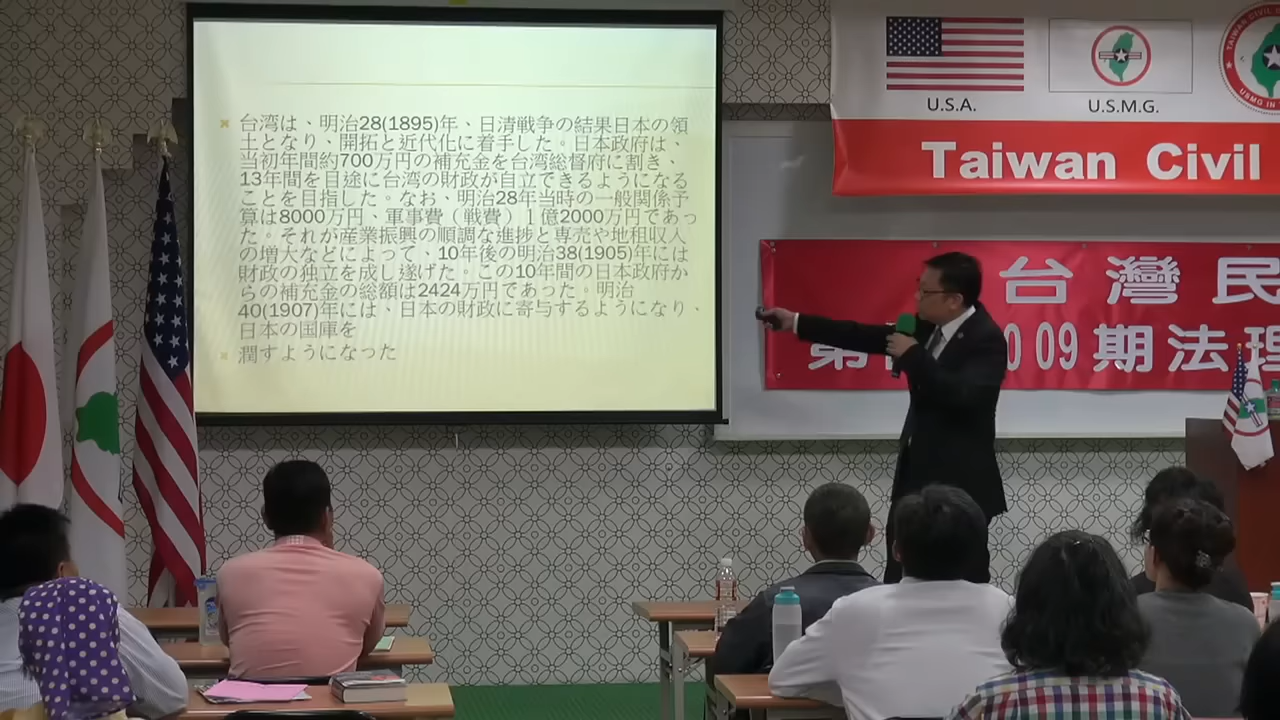 台湾は、明治28(1895)年、日清戦争の結果日本の領
土となり、開拓と近代化に着手した。日本政府は、
当初年間約700万円の補充金を台湾総督府に割き、
13年間を目途に台湾の財政が自立できるようになる
ことを目指した。なお、明治28年当時の一般関係予
算は8000万円、軍事費（戦費）１億2000万円であっ
た。それが産業振興の順調な進捗と専売や地租収入
の増大などによって、10年後の明治38(1905)年には
財政の独立を成し遂げた。この10年間の日本政府か
らの補充金の総額は2424万円であった。明治
40(1907)年には、日本の財政に寄与するようになり、
日本の国庫を
潤すようになった
U.S.A.
U.S.M.G.
TAIWAN CIVIL
USMG IN
Taiwan Civil
台灣民
第
09期法理